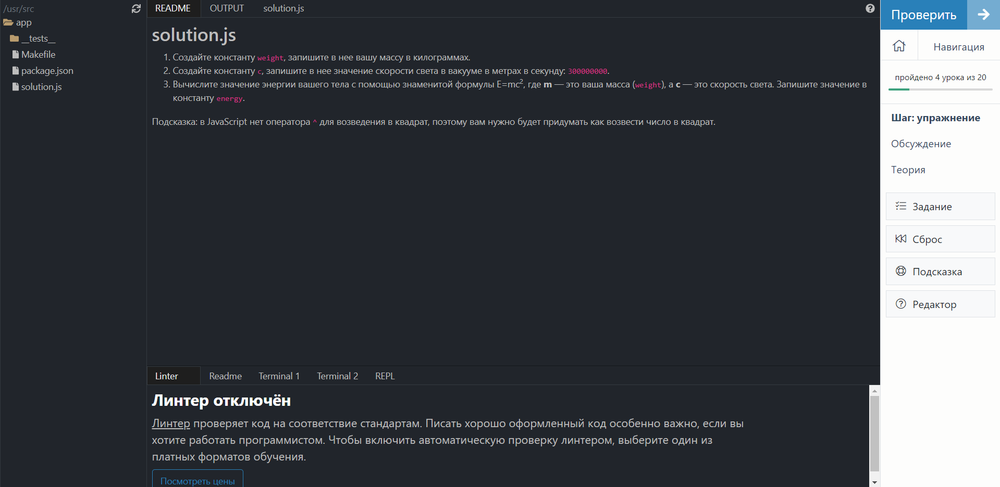 /usr/src
app
__tests__
Makefile
package.json
solution.js
README
OUTPUT
solution.js
solution.js
1. Создайте константу weight, запишите в нее вашу массу в килограммах.
2. Создайте константу c, запишите в нее значение скорости света в вакууме в метрах в секунду: 300000000.
3. Вычислите значение энергии вашего тела с помощью знаменитой формулы E=mc², где m — это ваша масса (weight), а c — это скорость света. Запишите значение в
константу energy.
Подсказка: в JavaScript нет оператора ^ для возведения в квадрат, поэтому вам нужно будет придумать как возвести число в квадрат.
Linter
Readme
Terminal 1
Terminal 2
REPL
Линтер отключён
Линтер проверяет код на соответствие стандартам. Писать хорошо оформленный код особенно важно, если вы
хотите работать программистом. Чтобы включить автоматическую проверку линтером, выберите один из
платных форматов обучения.
Посмотреть цены
Проверить
Навигация
пройдено 4 урока из 20
Шаг: упражнение
Обсуждение
Теория
Задание
Сброс
Подсказка
Редактор